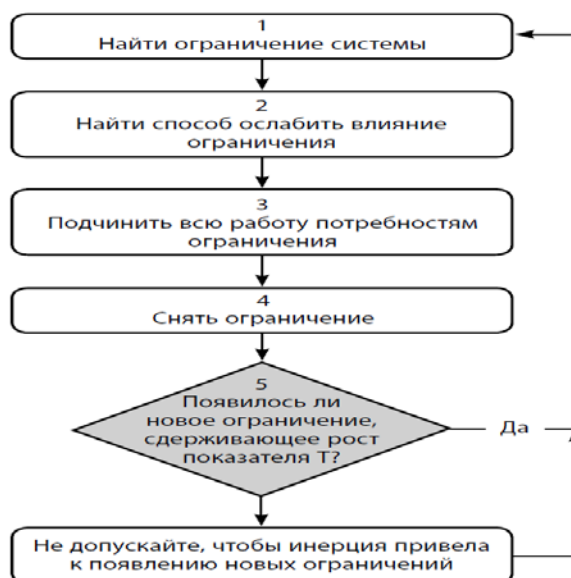 1
Найти ограничение системы
2
Найти способ ослабить влияние
ограничения
3
Подчинить всю работу потребностям
ограничения
4
Снять ограничение
5
Появилось ли
новое ограничение,
сдерживающее рост
показателя Т?
Да
Не допускайте, чтобы инерция привела
к появлению новых ограничений